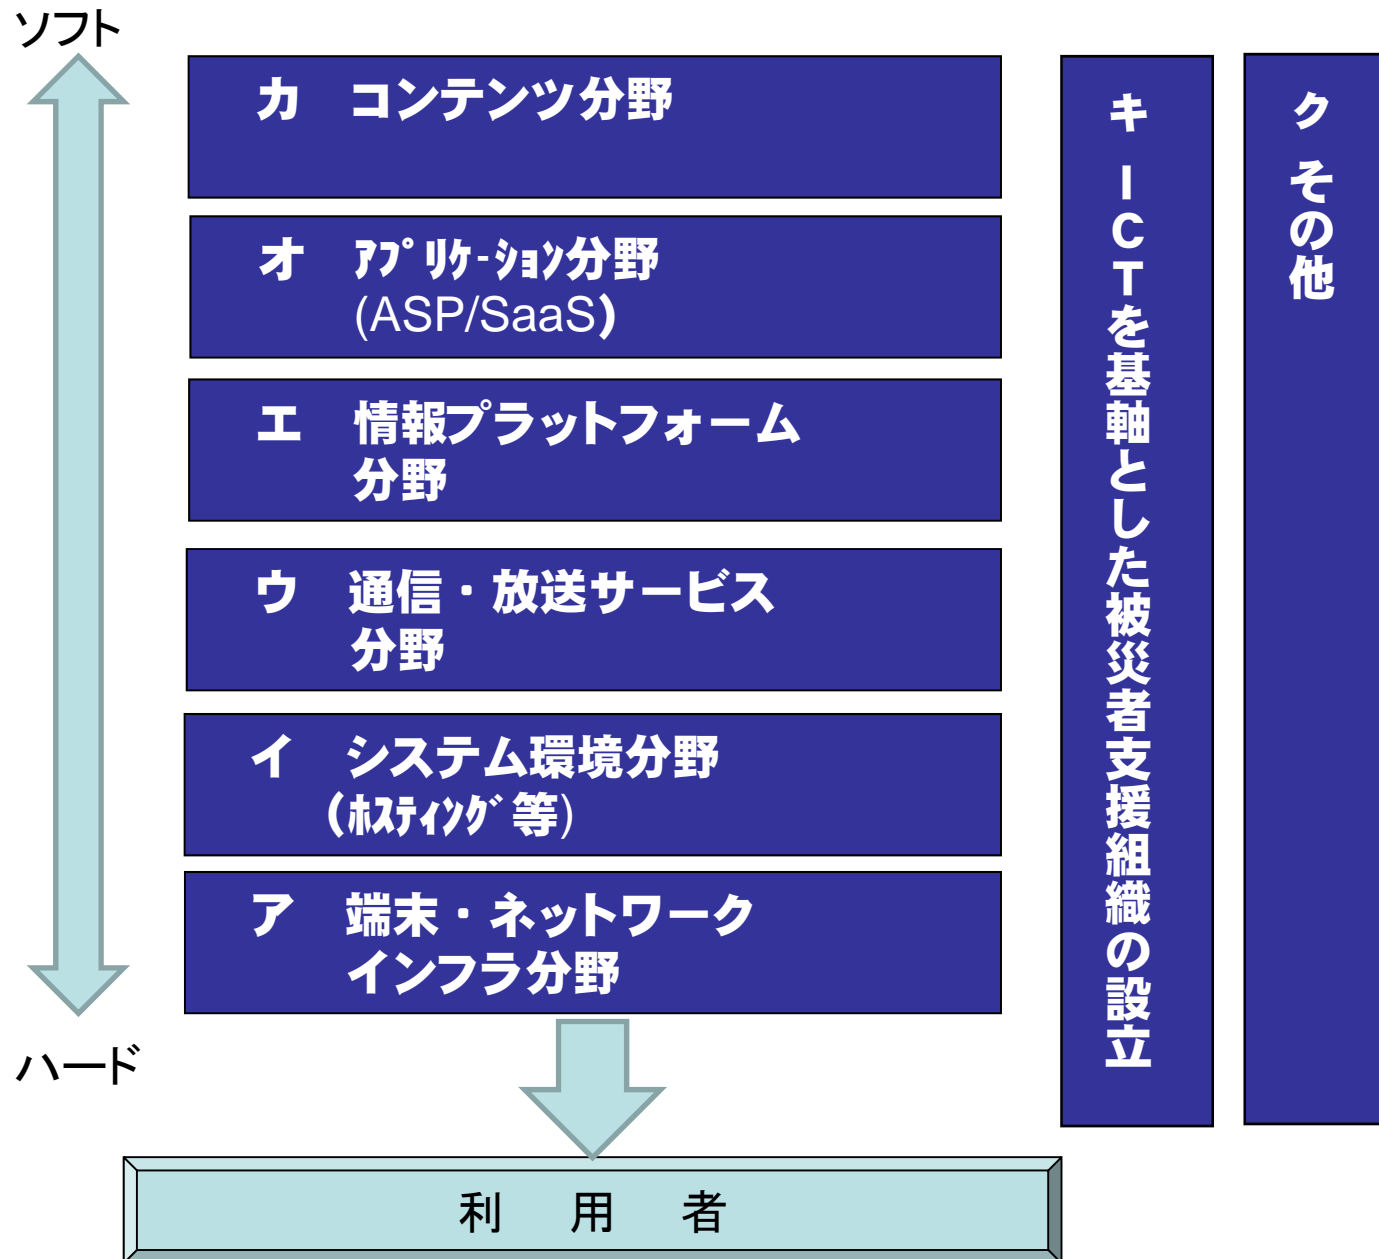 ソフト
カ コンテンツ分野
オ ｱﾌﾟﾘｹ-ｼｮﾝ分野
(ASP/SaaS)
エ 情報プラットフォーム
分野
ウ 通信・放送サービス
分野
イ システム環境分野
(ﾎｽﾃｨﾝｸﾞ等)
ア 端末・ネットワーク
インフラ分野
ハード
キ ICTを基軸とした被災者支援組織の設立
ク その他
利 用 者